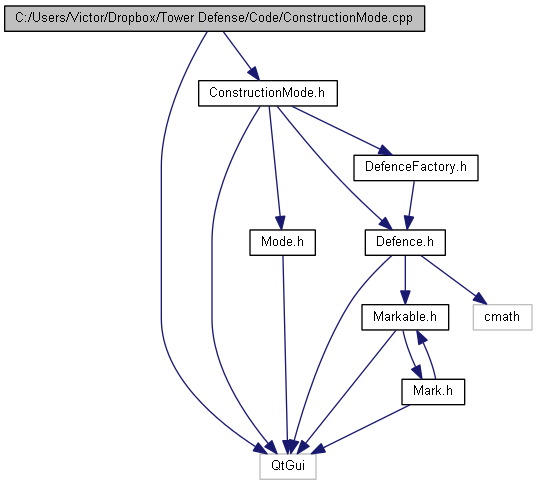 C:/Users/Victor/Dropbox/Tower Defense/Code/ConstructionMode.cpp
ConstructionMode.h
DefenceFactory.h
Mode.h
Defence.h
Markable.h
cmath
Mark.h
QtGui